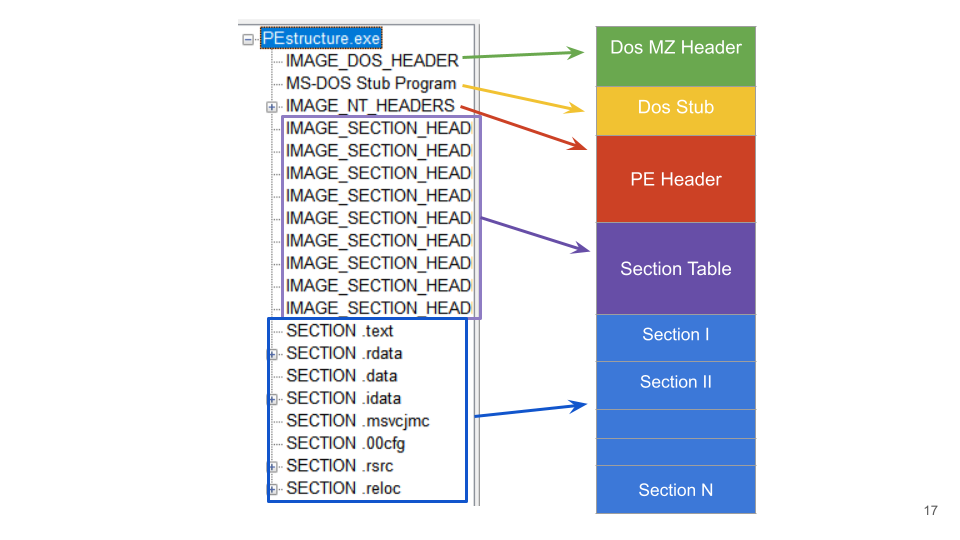 PEstructure.exe
IMAGE_DOS_HEADER
MS-DOS Stub Program
IMAGE_NT_HEADERS
IMAGE_SECTION_HEAD
IMAGE_SECTION_HEAD
IMAGE_SECTION_HEAD
IMAGE_SECTION_HEAD
IMAGE_SECTION_HEAD
IMAGE_SECTION_HEAD
IMAGE_SECTION_HEAD
IMAGE_SECTION_HEAD
IMAGE_SECTION_HEAD
SECTION .text
SECTION .rdata
SECTION .data
SECTION .idata
SECTION .msvcjmc
SECTION .00cfg
SECTION .rsrc
SECTION .reloc
Dos MZ Header
Dos Stub
PE Header
Section Table
Section I
Section II
Section N
17